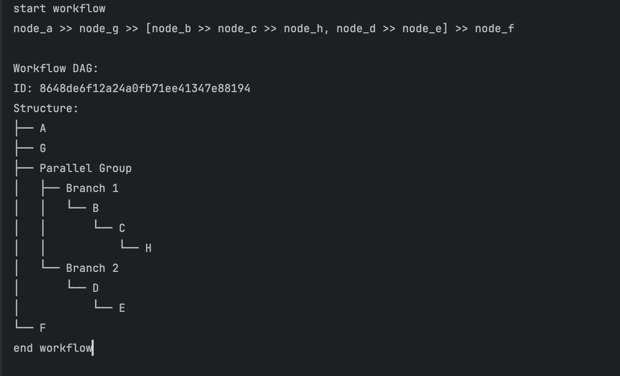 start workflow
node_a >> node_g >> [node_b >> node_c >> node_h, node_d >> node_e] >> node_f
Workflow DAG:
ID: 8648de6f12a24a0fb71ee41347e88194
Structure:
├── A
├── G
├── Parallel Group
│   ├── Branch 1
│   │   └── B
│   │       └── C
│   │           └── H
│   └── Branch 2
│       └── D
│           └── E
└── F
end workflow